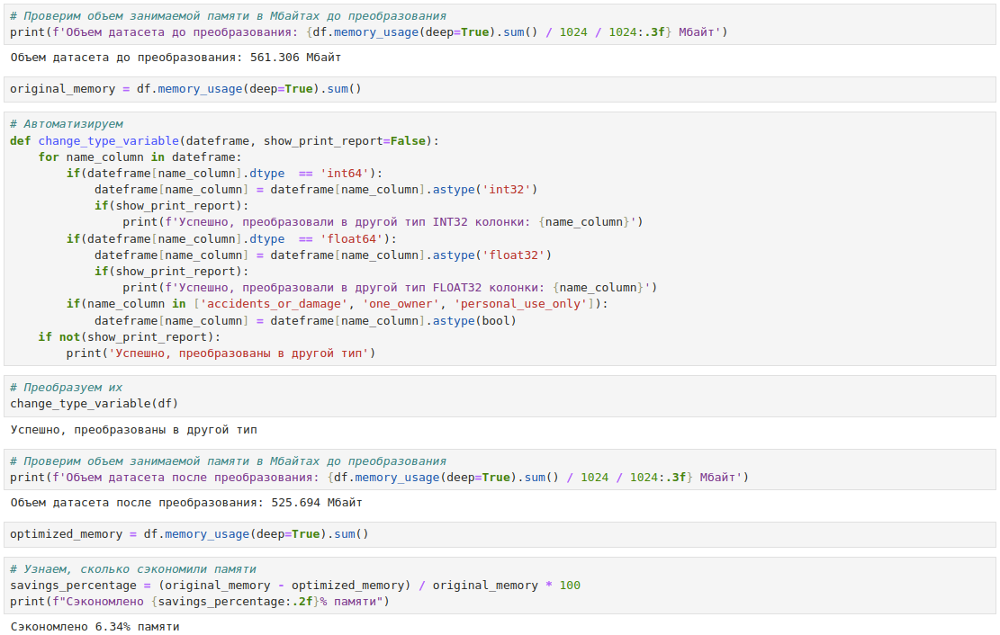 # Проверим объем занимаемой памяти в Мбайтах до преобразования
print(f'Объем датасета до преобразования: {df.memory_usage(deep=True).sum() / 1024 / 1024:.3f} Мбайт')
Объем датасета до преобразования: 561.306 Мбайт
original_memory = df.memory_usage(deep=True).sum()
# Автоматизируем
def change_type_variable(dateframe, show_print_report=False):
    for name_column in dateframe:
        if(dateframe[name_column].dtype  == 'int64'):
            dateframe[name_column] = dateframe[name_column].astype('int32')
            if(show_print_report):
                print(f'Успешно, преобразовали в другой тип INT32 колонки: {name_column}')
        if(dateframe[name_column].dtype  == 'float64'):
            dateframe[name_column] = dateframe[name_column].astype('float32')
            if(show_print_report):
                print(f'Успешно, преобразовали в другой тип FLOAT32 колонки: {name_column}')
        if(name_column in ['accidents_or_damage', 'one_owner', 'personal_use_only']):
            dateframe[name_column] = dateframe[name_column].astype(bool)
    if not(show_print_report):
        print('Успешно, преобразованы в другой тип')
# Преобразуем их
change_type_variable(df)
Успешно, преобразованы в другой тип
# Проверим объем занимаемой памяти в Мбайтах до преобразования
print(f'Объем датасета после преобразования: {df.memory_usage(deep=True).sum() / 1024 / 1024:.3f} Мбайт')
Объем датасета после преобразования: 525.694 Мбайт
optimized_memory = df.memory_usage(deep=True).sum()
# Узнаем, сколько сэкономили памяти
savings_percentage = (original_memory - optimized_memory) / original_memory * 100
print(f"Сэкономлено {savings_percentage:.2f}% памяти")
Сэкономлено 6.34% памяти